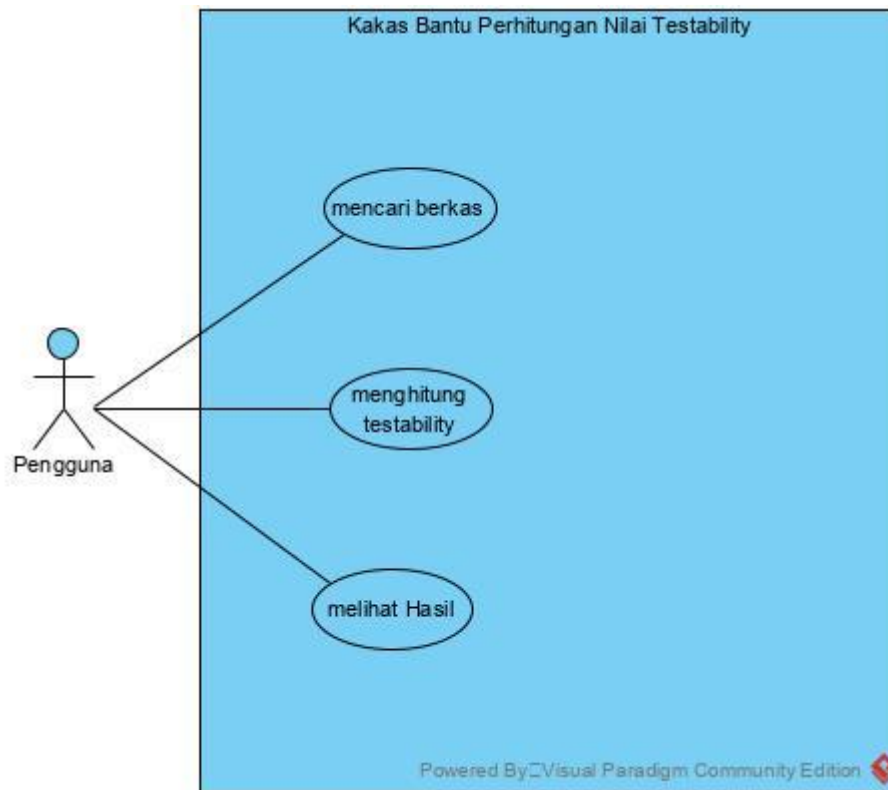 Kakas Bantu Perhitungan Nilai Testability
mencari berkas
menghitung
testability
Pengguna
melihat Hasil
Powered By Visual Paradigm Community Edition